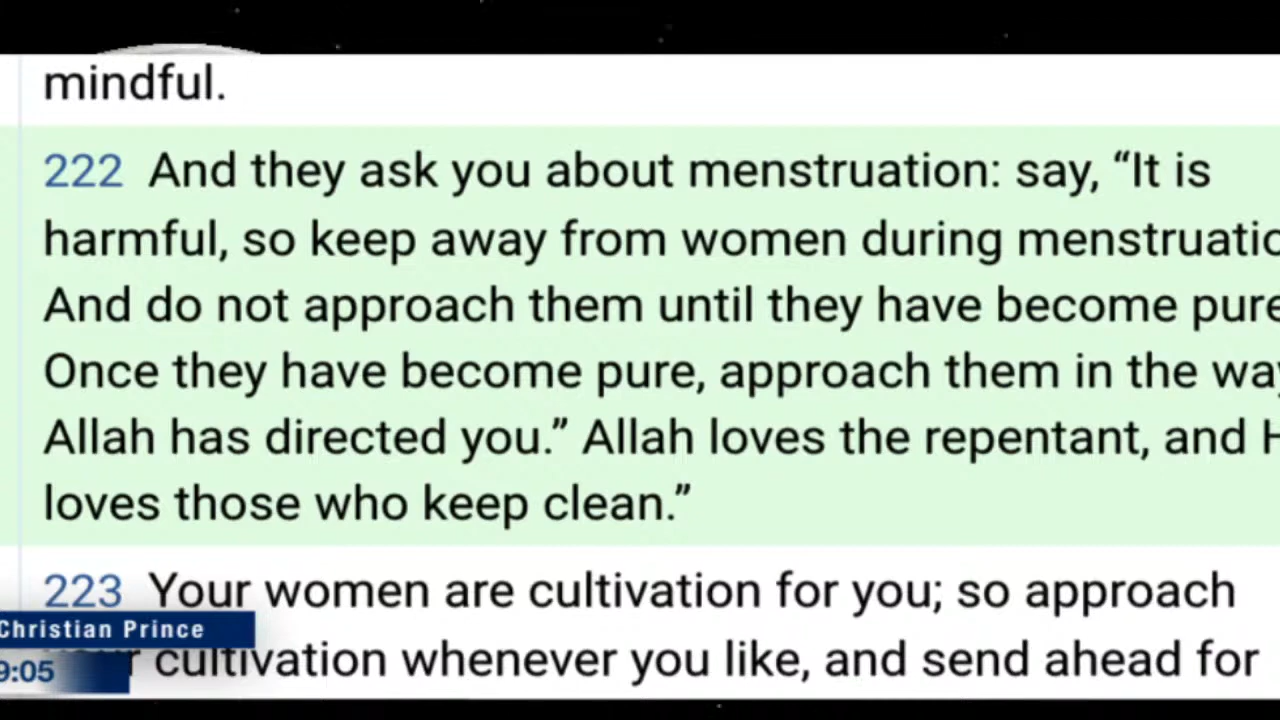 mindful.
222 And they ask you about menstruation: say, “It is
harmful, so keep away from women during menstruatio
And do not approach them until they have become pure
Once they have become pure, approach them in the way
Allah has directed you.” Allah loves the repentant, and H
loves those who keep clean.”
223 Your women are cultivation for you; so approach
Christian Prince
cultivation whenever you like, and send ahead for
9:05